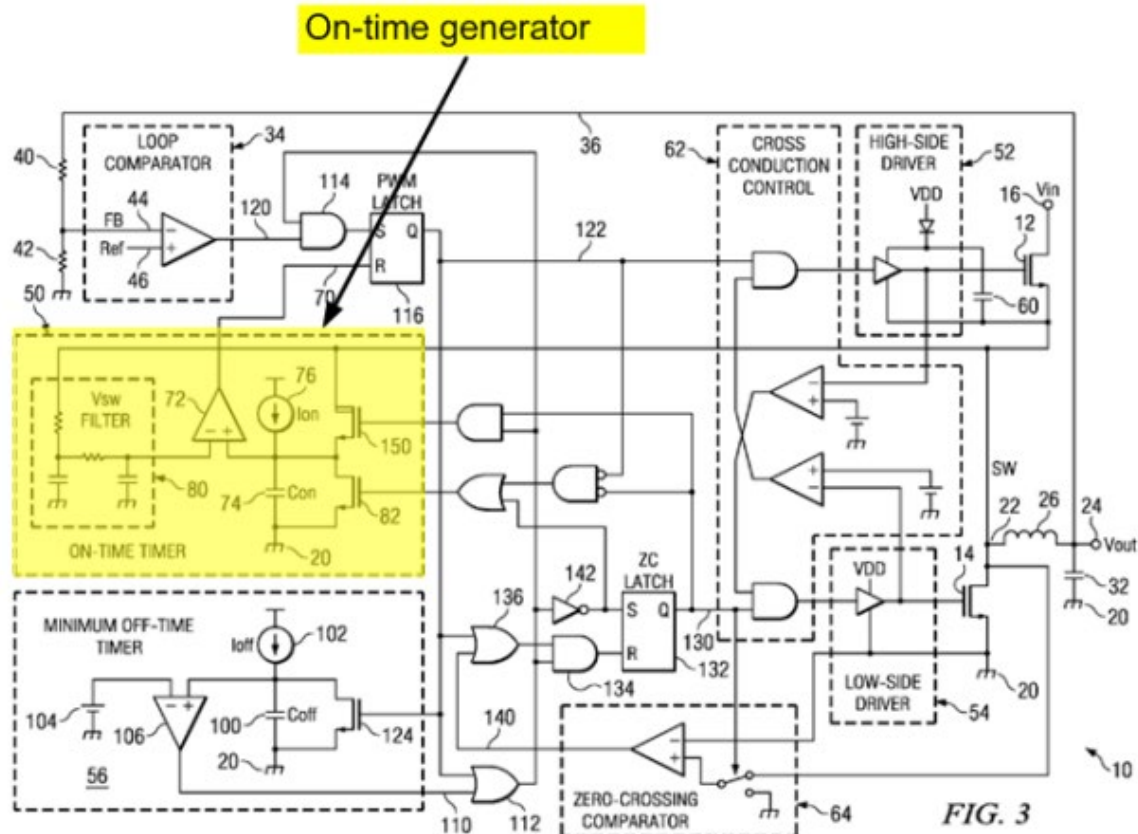 On-time generator
34
36
62
CROSS
CONDUCTION
CONTROL
HIGH-SIDE
DRIVER
52
VDD
16
Vin
12
60
LOOP
COMPARATOR
40
44
FB
Ref
46
42
120
114
PWM
LATCH
S Q
R
70
116
122
50
Vsw
FILTER
72
76
Ion
150
80
74
Con
82
20
ON-TIME TIMER
SW
22
26
24
Vout
32
20
14
VDD
20
LOW-SIDE
DRIVER
54
ZC
LATCH
S Q
R
130
132
142
136
134
MINIMUM OFF-TIME
TIMER
102
Ioff
104
106
100
Coff
124
20
56
110
112
140
ZERO-CROSSING
COMPARATOR
64
10
FIG. 3